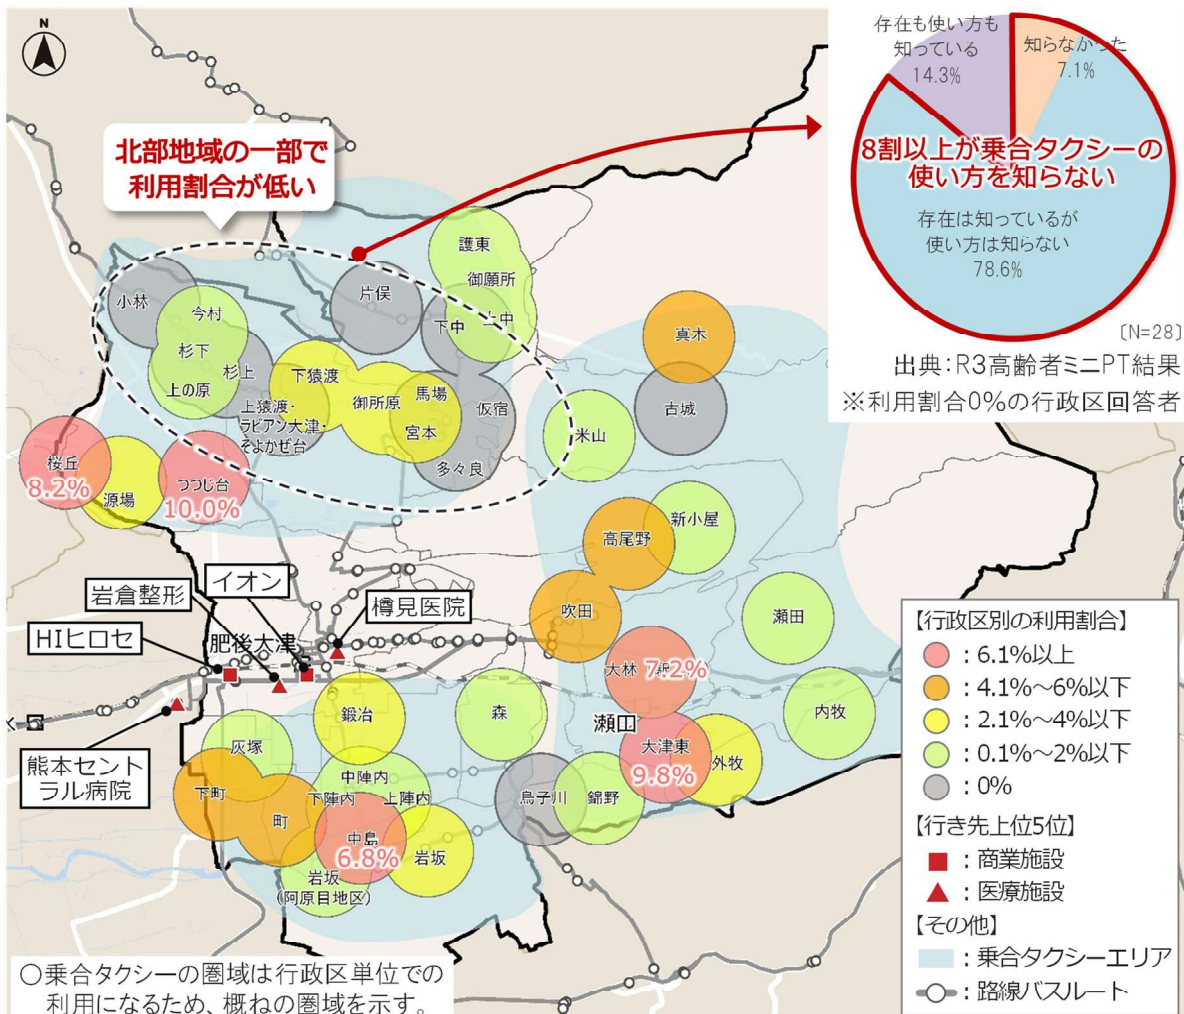 N
北部地域の一部で
利用割合が低い
存在も使い方も
知っている
14.3%
知らなかった
7.1%
8割以上が乗合タクシーの
使い方を知らない
存在は知っているが
使い方は知らない
78.6%
〔N=28〕
出典:R3高齢者ミニPT結果
※利用割合0%の行政区回答者
護東
御願所
小林
今村
片俣
下中
上中
真木
杉下
杉上
上の原
下猿渡
御所原
馬場
仮宿
古城
上猿渡・
ラビアン大津・
そよかぜ台
宮本
米山
多々良
桜丘
8.2%
源場
つつじ台
10.0%
新小屋
高尾野
吹田
瀬田
イオン
岩倉整形
樽見医院
HIヒロセ
肥後大津
大林
駅
7.2%
熊本セント
ラル病院
鍛冶
森
瀬田
内牧
灰塚
大津東
9.8%
外牧
中陣内
下町
下陣内
上陣内
烏子川
錦野
町
中島
6.8%
岩坂
岩坂
(阿原目地区)
【行政区別の利用割合】
:6.1%以上
:4.1%~6%以下
:2.1%~4%以下
:0.1%~2%以下
:0%
【行き先上位5位】
:商業施設
:医療施設
【その他】
:乗合タクシーエリア
:路線バスルート
○乗合タクシーの圏域は行政区単位での
利用になるため、概ねの圏域を示す。